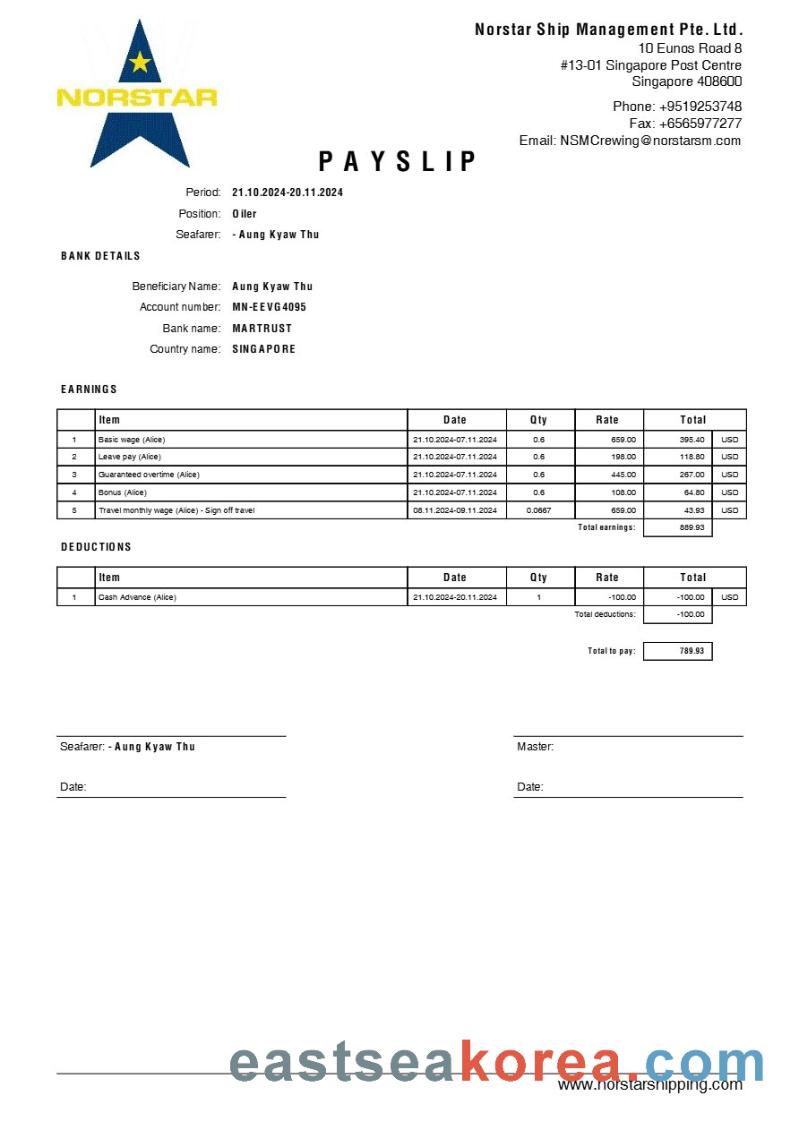 NORSTAR
Norstar Ship Management Pte. Ltd.
10 Eunos Road 8
#13-01 Singapore Post Centre
Singapore 408600
Phone: +9519253748
Fax: +6565977277
Email: NSMCrewing@norstarsm.com
PAYSLIP
Period: 21.10.2024-20.11.2024
Position: Oiler
Seafarer: - Aung Kyaw Thu
BANK DETAILS
Beneficiary Name: Aung Kyaw Thu
Account number: MN-EEVG4095
Bank name: MARTRUST
Country name: SINGAPORE
EARNINGS
Item Date Qty Rate Total
1 Basic wage (Alice) 21.10.2024-07.11.2024 0.6 659.00 395.40 USD
2 Leave pay (Alice) 21.10.2024-07.11.2024 0.6 198.00 118.80 USD
3 Guaranteed overtime (Alice) 21.10.2024-07.11.2024 0.6 445.00 267.00 USD
4 Bonus (Alice) 21.10.2024-07.11.2024 0.6 108.00 64.80 USD
5 Travel monthly wage (Alice) - Sign off travel 08.11.2024-09.11.2024 0.0667 659.00 43.93 USD
Total earnings: 889.93
DEDUCTIONS
Item Date Qty Rate Total
1 Cash Advance (Alice) 21.10.2024-20.11.2024 1 -100.00 -100.00 USD
Total deductions: -100.00
Total to pay: 789.93
Seafarer: - Aung Kyaw Thu Master:
Date: Date:
eastseakorea.com
www.norstarshipping.com